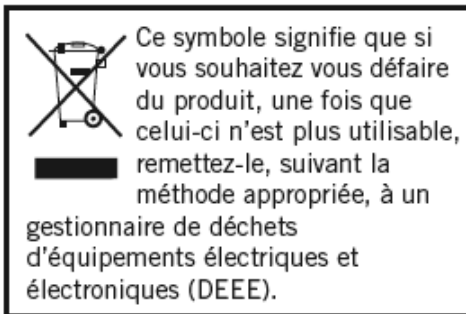 Ce symbole signifie que si
vous souhaitez vous défaire
du produit, une fois que
celui-ci n'est plus utilisable,
remettez-le, suivant la
méthode appropriée, à un
gestionnaire de déchets
d'équipements électriques et
électroniques (DEEE).